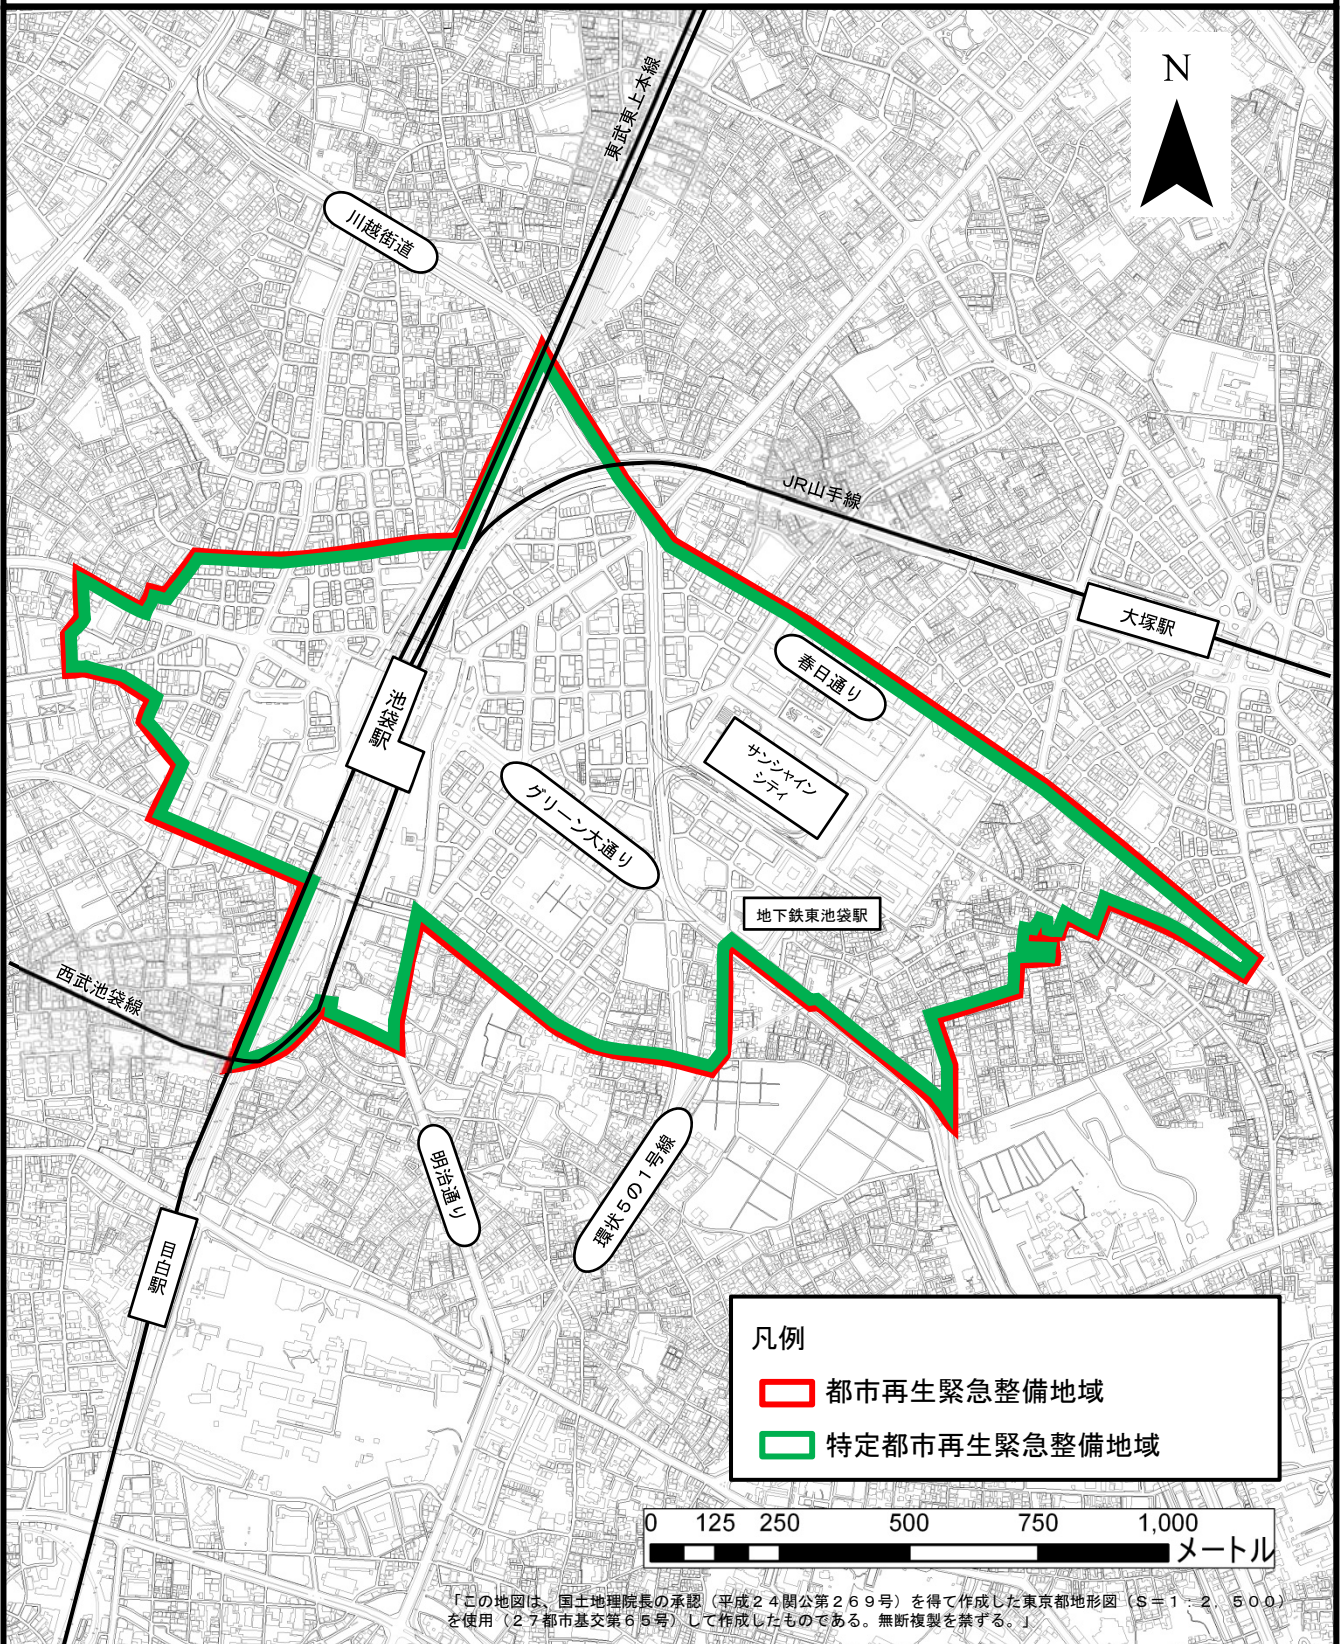 N
東武東上本線
川越街道
JR山手線
大塚駅
春日通り
池袋駅
サンシャイン
シティ
グリーン大通り
地下鉄東池袋駅
西武池袋線
明治通り
環状5の1号線
目白駅
凡例
都市再生緊急整備地域
特定都市再生緊急整備地域
0 125 250 500 750 1,000
メートル
「この地図は、国土地理院長の承認（平成２４関公第２６９号）を得て作成した東京都地形図（Ｓ＝１：２，５００）
を使用（２７都市基交第６５号）して作成したものである。無断複製を禁ずる。」